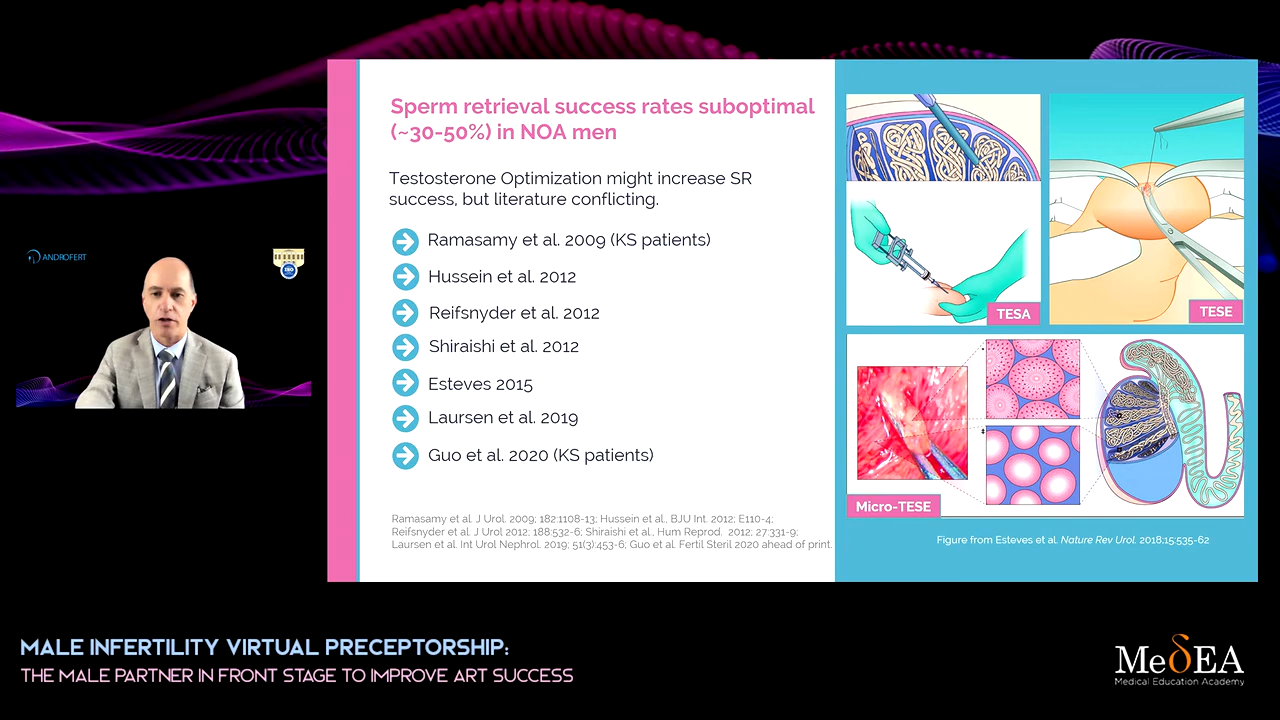 Sperm retrieval success rates suboptimal
(~30-50%) in NOA men
Testosterone Optimization might increase SR
success, but literature conflicting.
Ramasamy et al. 2009 (KS patients)
Hussein et al. 2012
Reifsnyder et al. 2012
Shiraishi et al. 2012
Esteves 2015
Laursen et al. 2019
Guo et al. 2020 (KS patients)
Ramasamy et al. J Urol. 2009; 182:1108-13; Hussein et al., BJU Int. 2012; E110-4;
Reifsnyder et al. J Urol 2012; 188:532-6; Shiraishi et al., Hum Reprod. 2012; 27:331-9;
Laursen et al. Int Urol Nephrol. 2019; 51(3):453-6; Guo et al. Fertil Steril 2020 ahead of print.
TESA
TESE
Micro-TESE
Figure from Esteves et al. Nature Rev Urol. 2018;15:535-62
ANDROFERT
ISO
MALE INFERTILITY VIRTUAL PRECEPTORSHIP:
THE MALE PARTNER IN FRONT STAGE TO IMPROVE ART SUCCESS
MeδEA
Medical Education Academy